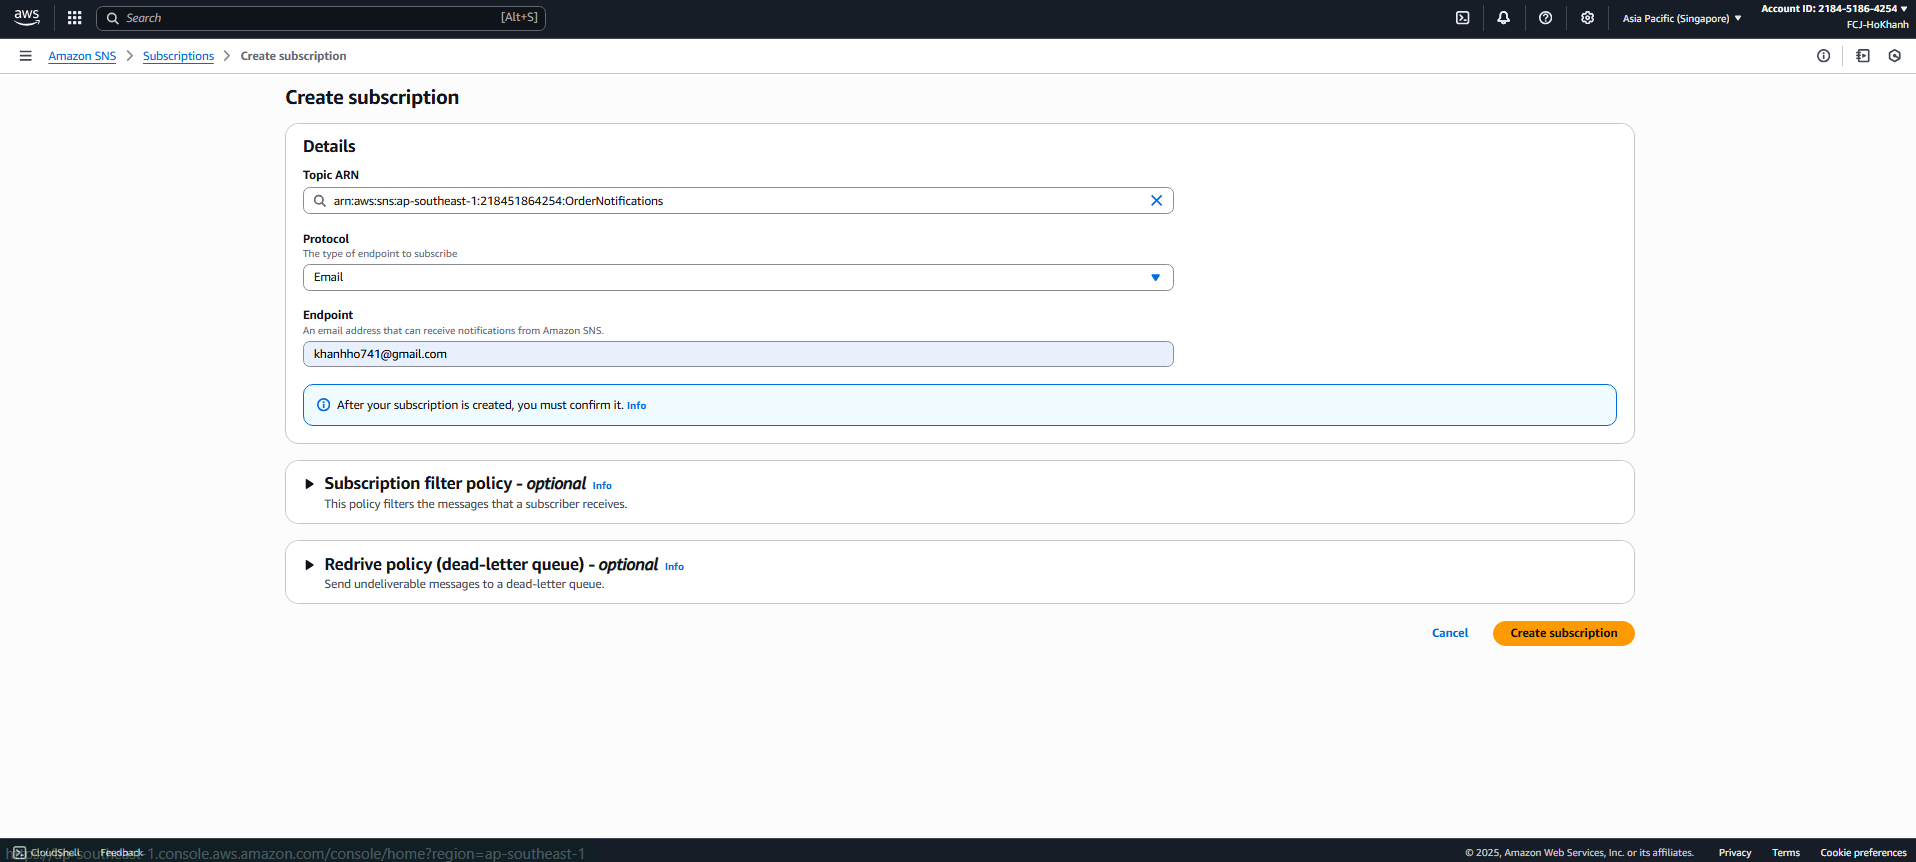 aws
Search [Alt+S]
Asia Pacific (Singapore)
Account ID: 2184-5186-4254
FCJ-HoKhanh
Amazon SNS > Subscriptions > Create subscription
Create subscription
Details
Topic ARN
arn:aws:sns:ap-southeast-1:218451864254:OrderNotifications
Protocol
The type of endpoint to subscribe
Email
Endpoint
An email address that can receive notifications from Amazon SNS.
khanhho741@gmail.com
After your subscription is created, you must confirm it. Info
Subscription filter policy - optional Info
This policy filters the messages that a subscriber receives.
Redrive policy (dead-letter queue) - optional Info
Send undeliverable messages to a dead-letter queue.
Cancel Create subscription
CloudShell Feedback
https://ap-southeast-1.console.aws.amazon.com/console/home?region=ap-southeast-1
© 2025, Amazon Web Services, Inc. or its affiliates. Privacy Terms Cookie preferences